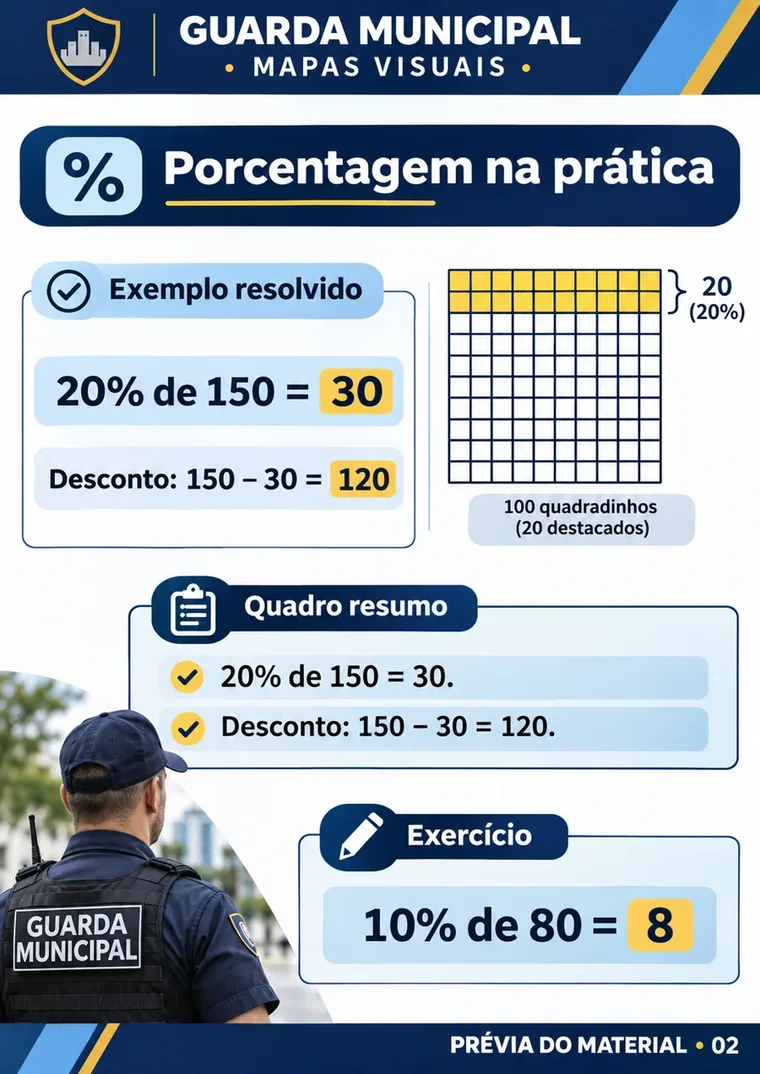 GUARDA MUNICIPAL
• MAPAS VISUAIS •
% Porcentagem na prática
Exemplo resolvido
20% de 150 = 30
Desconto: 150 – 30 = 120
20
(20%)
100 quadradinhos
(20 destacados)
Quadro resumo
20% de 150 = 30.
Desconto: 150 – 30 = 120.
Exercício
10% de 80 = 8
GUARDA
MUNICIPAL
PRÉVIA DO MATERIAL • 02